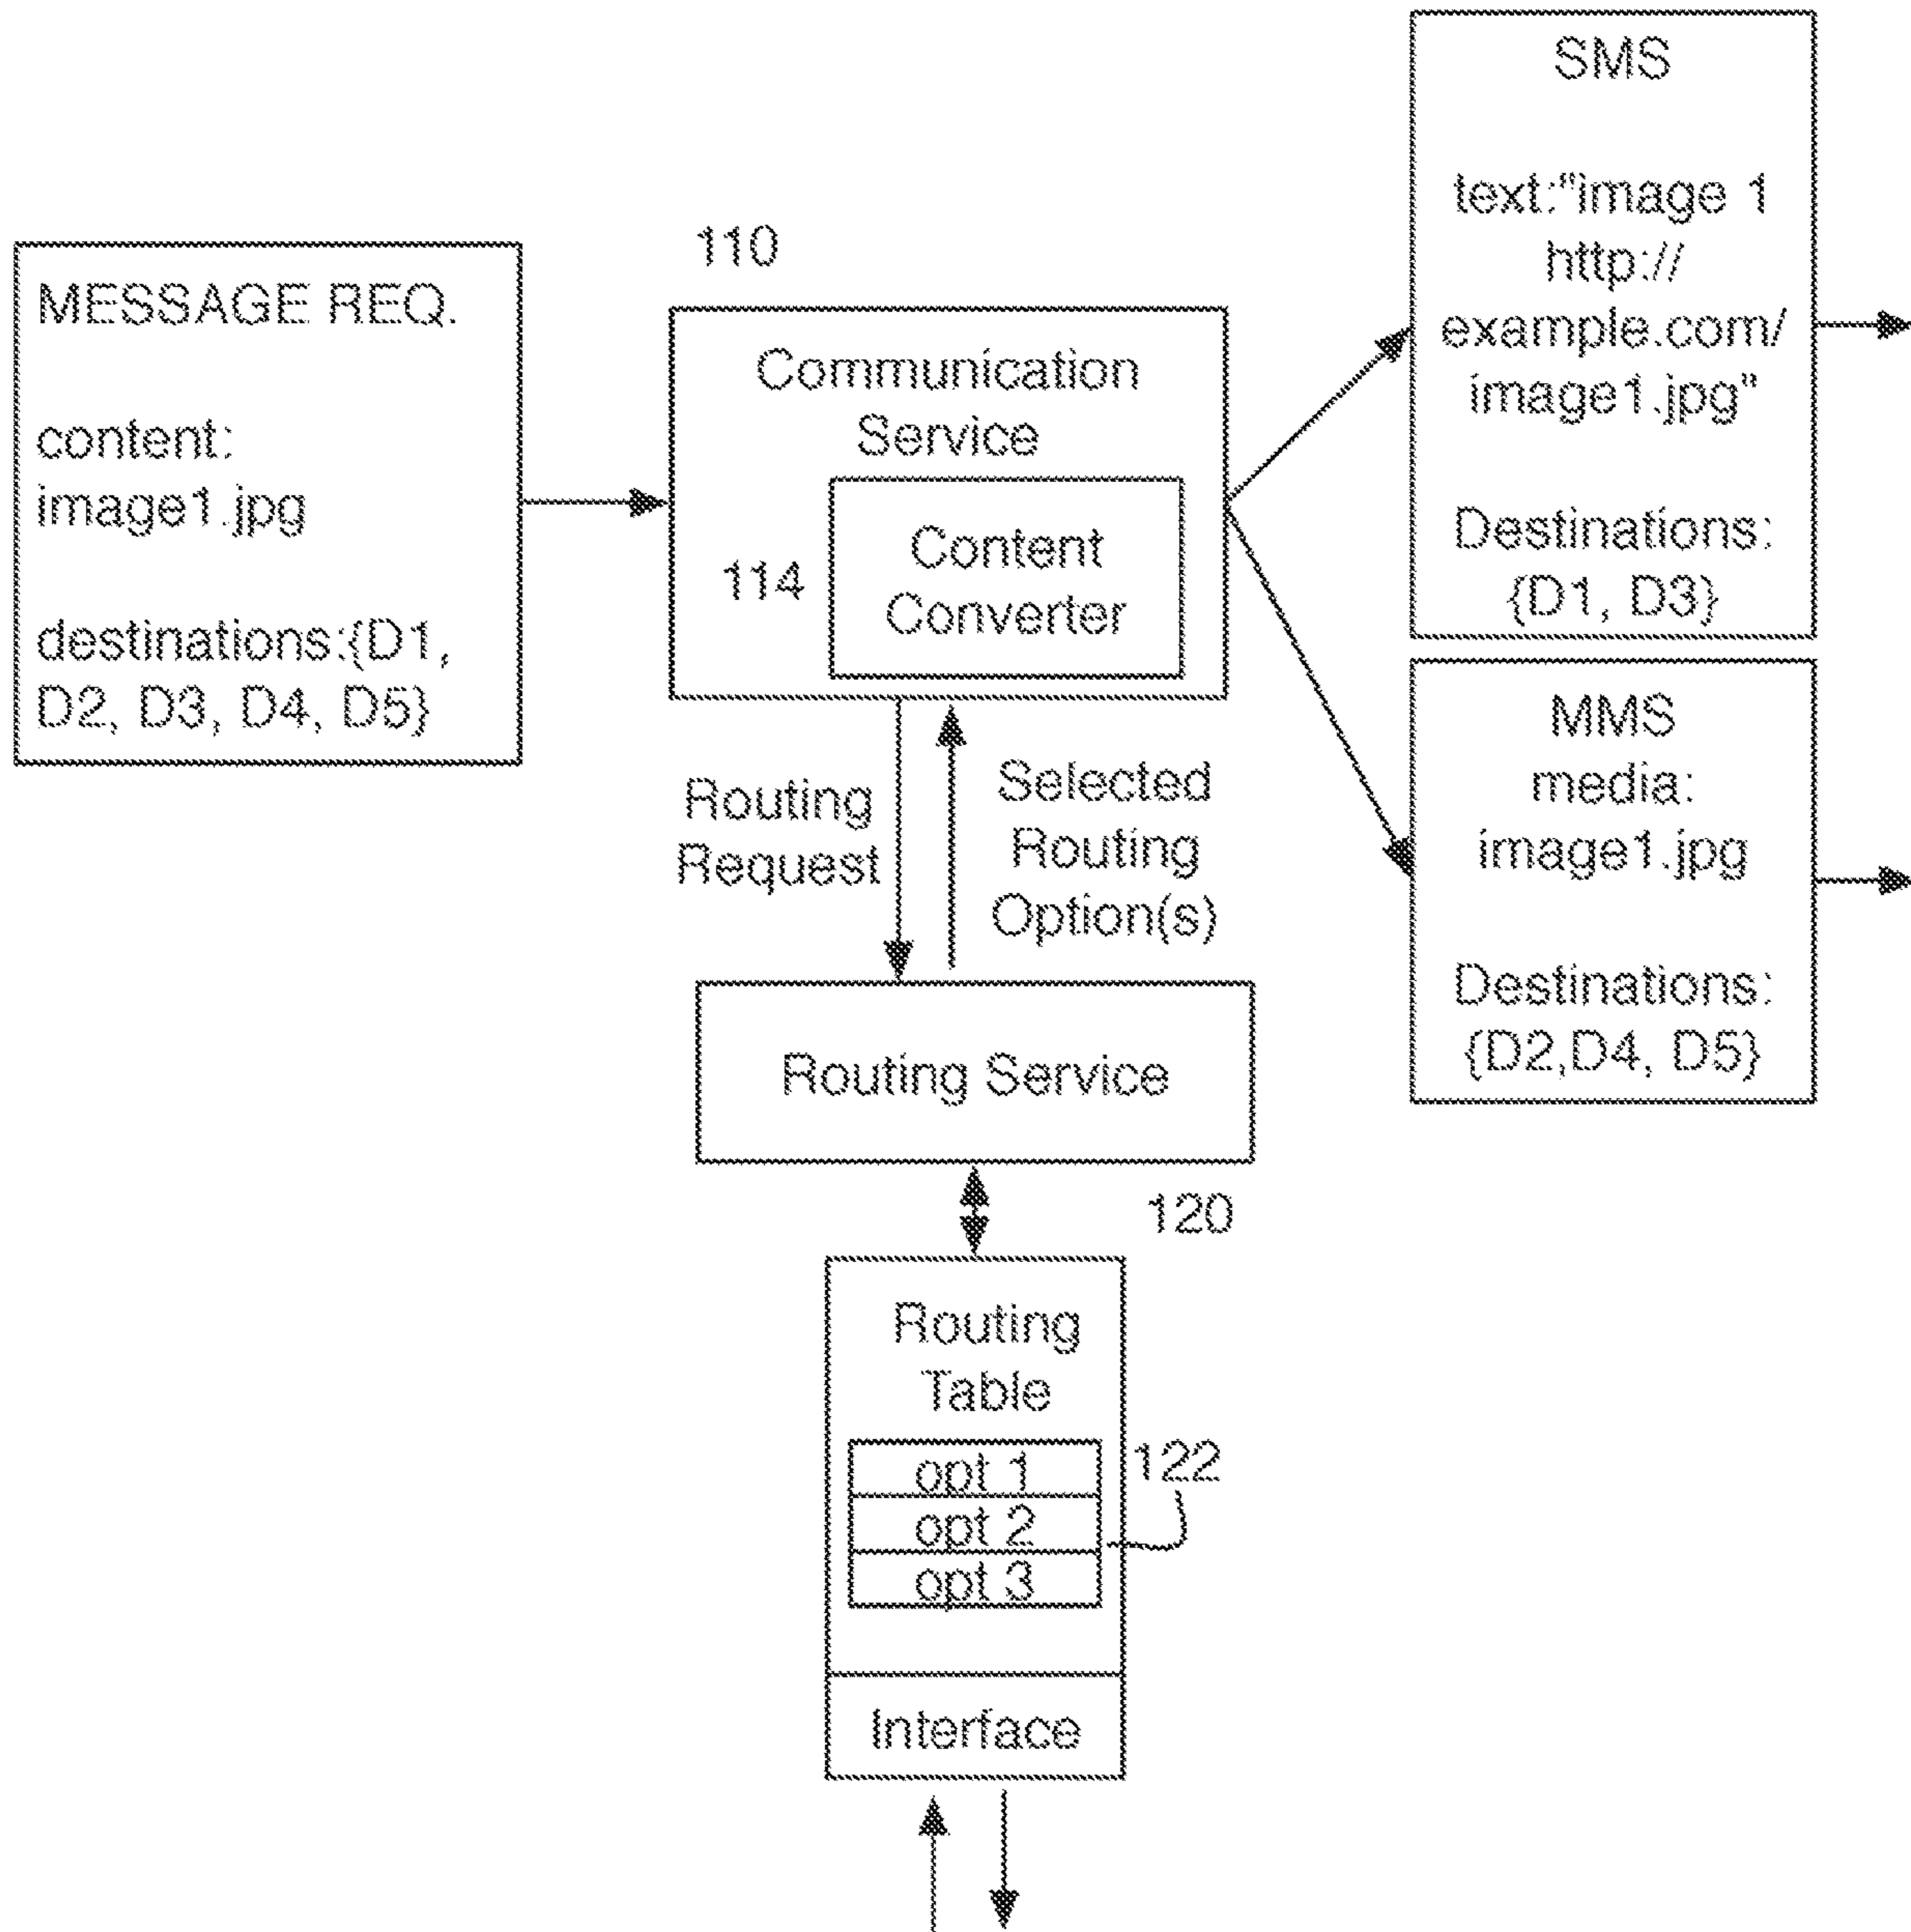 MESSAGE REQ.
content:
image1.jpg
destinations:{D1,
D2, D3, D4, D5}
110
Communication
Service
114
Content
Converter
Routing
Request
Selected
Routing
Option(s)
Routing Service
120
Routing
Table
opt 1
opt 2
opt 3
122
Interface
SMS
text:"image 1
http://
example.com/
image1.jpg"
Destinations:
{D1, D3}
MMS
media:
image1.jpg
Destinations:
{D2,D4, D5}